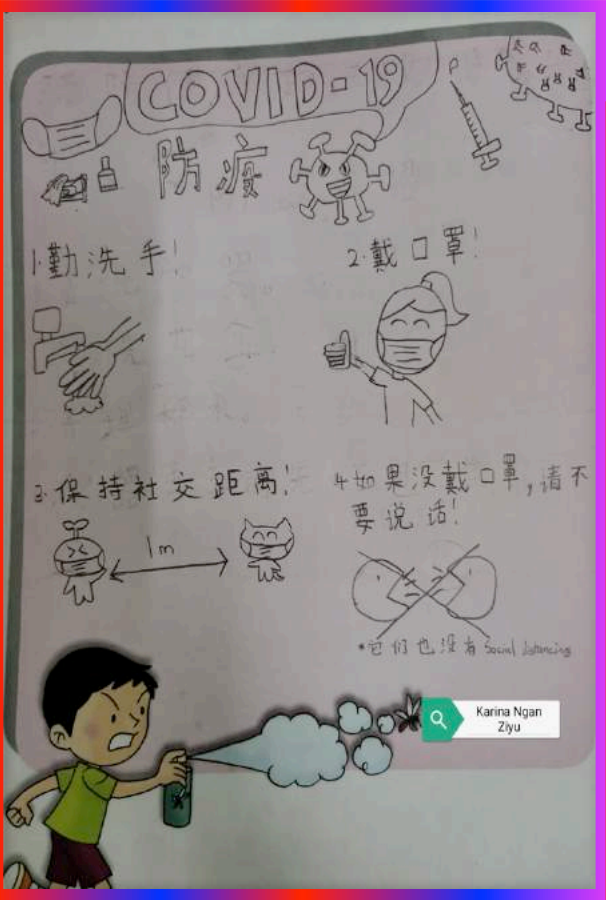 COVID-19
防疫
1.勤洗手!
2.戴口罩!
3.保持社交距离!
1m
4.如果没戴口罩,请不
要说话!
*它们也没有 Social distancing
Karina Ngan
Ziyu